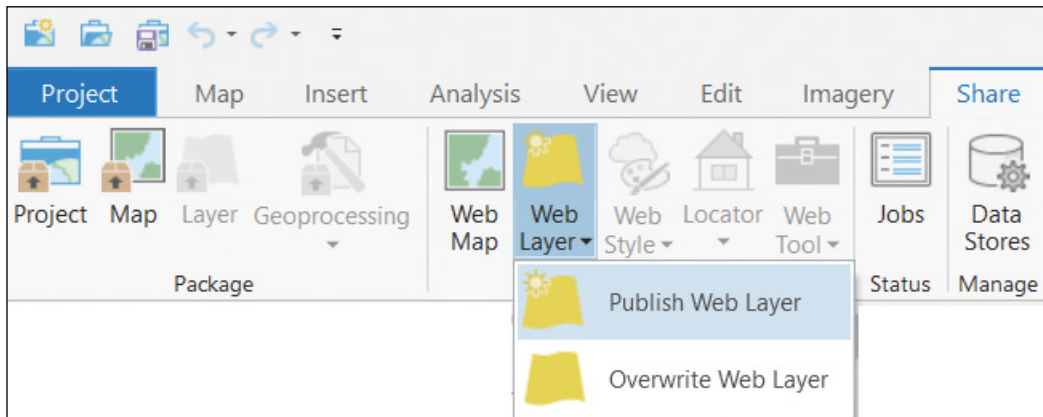 Project Map Insert Analysis View Edit Imagery Share
Project Map Layer Geoprocessing Web Web Web Locator Web Jobs Data
Map Layer Style Tool Stores
Package Status Manage
Publish Web Layer
Overwrite Web Layer